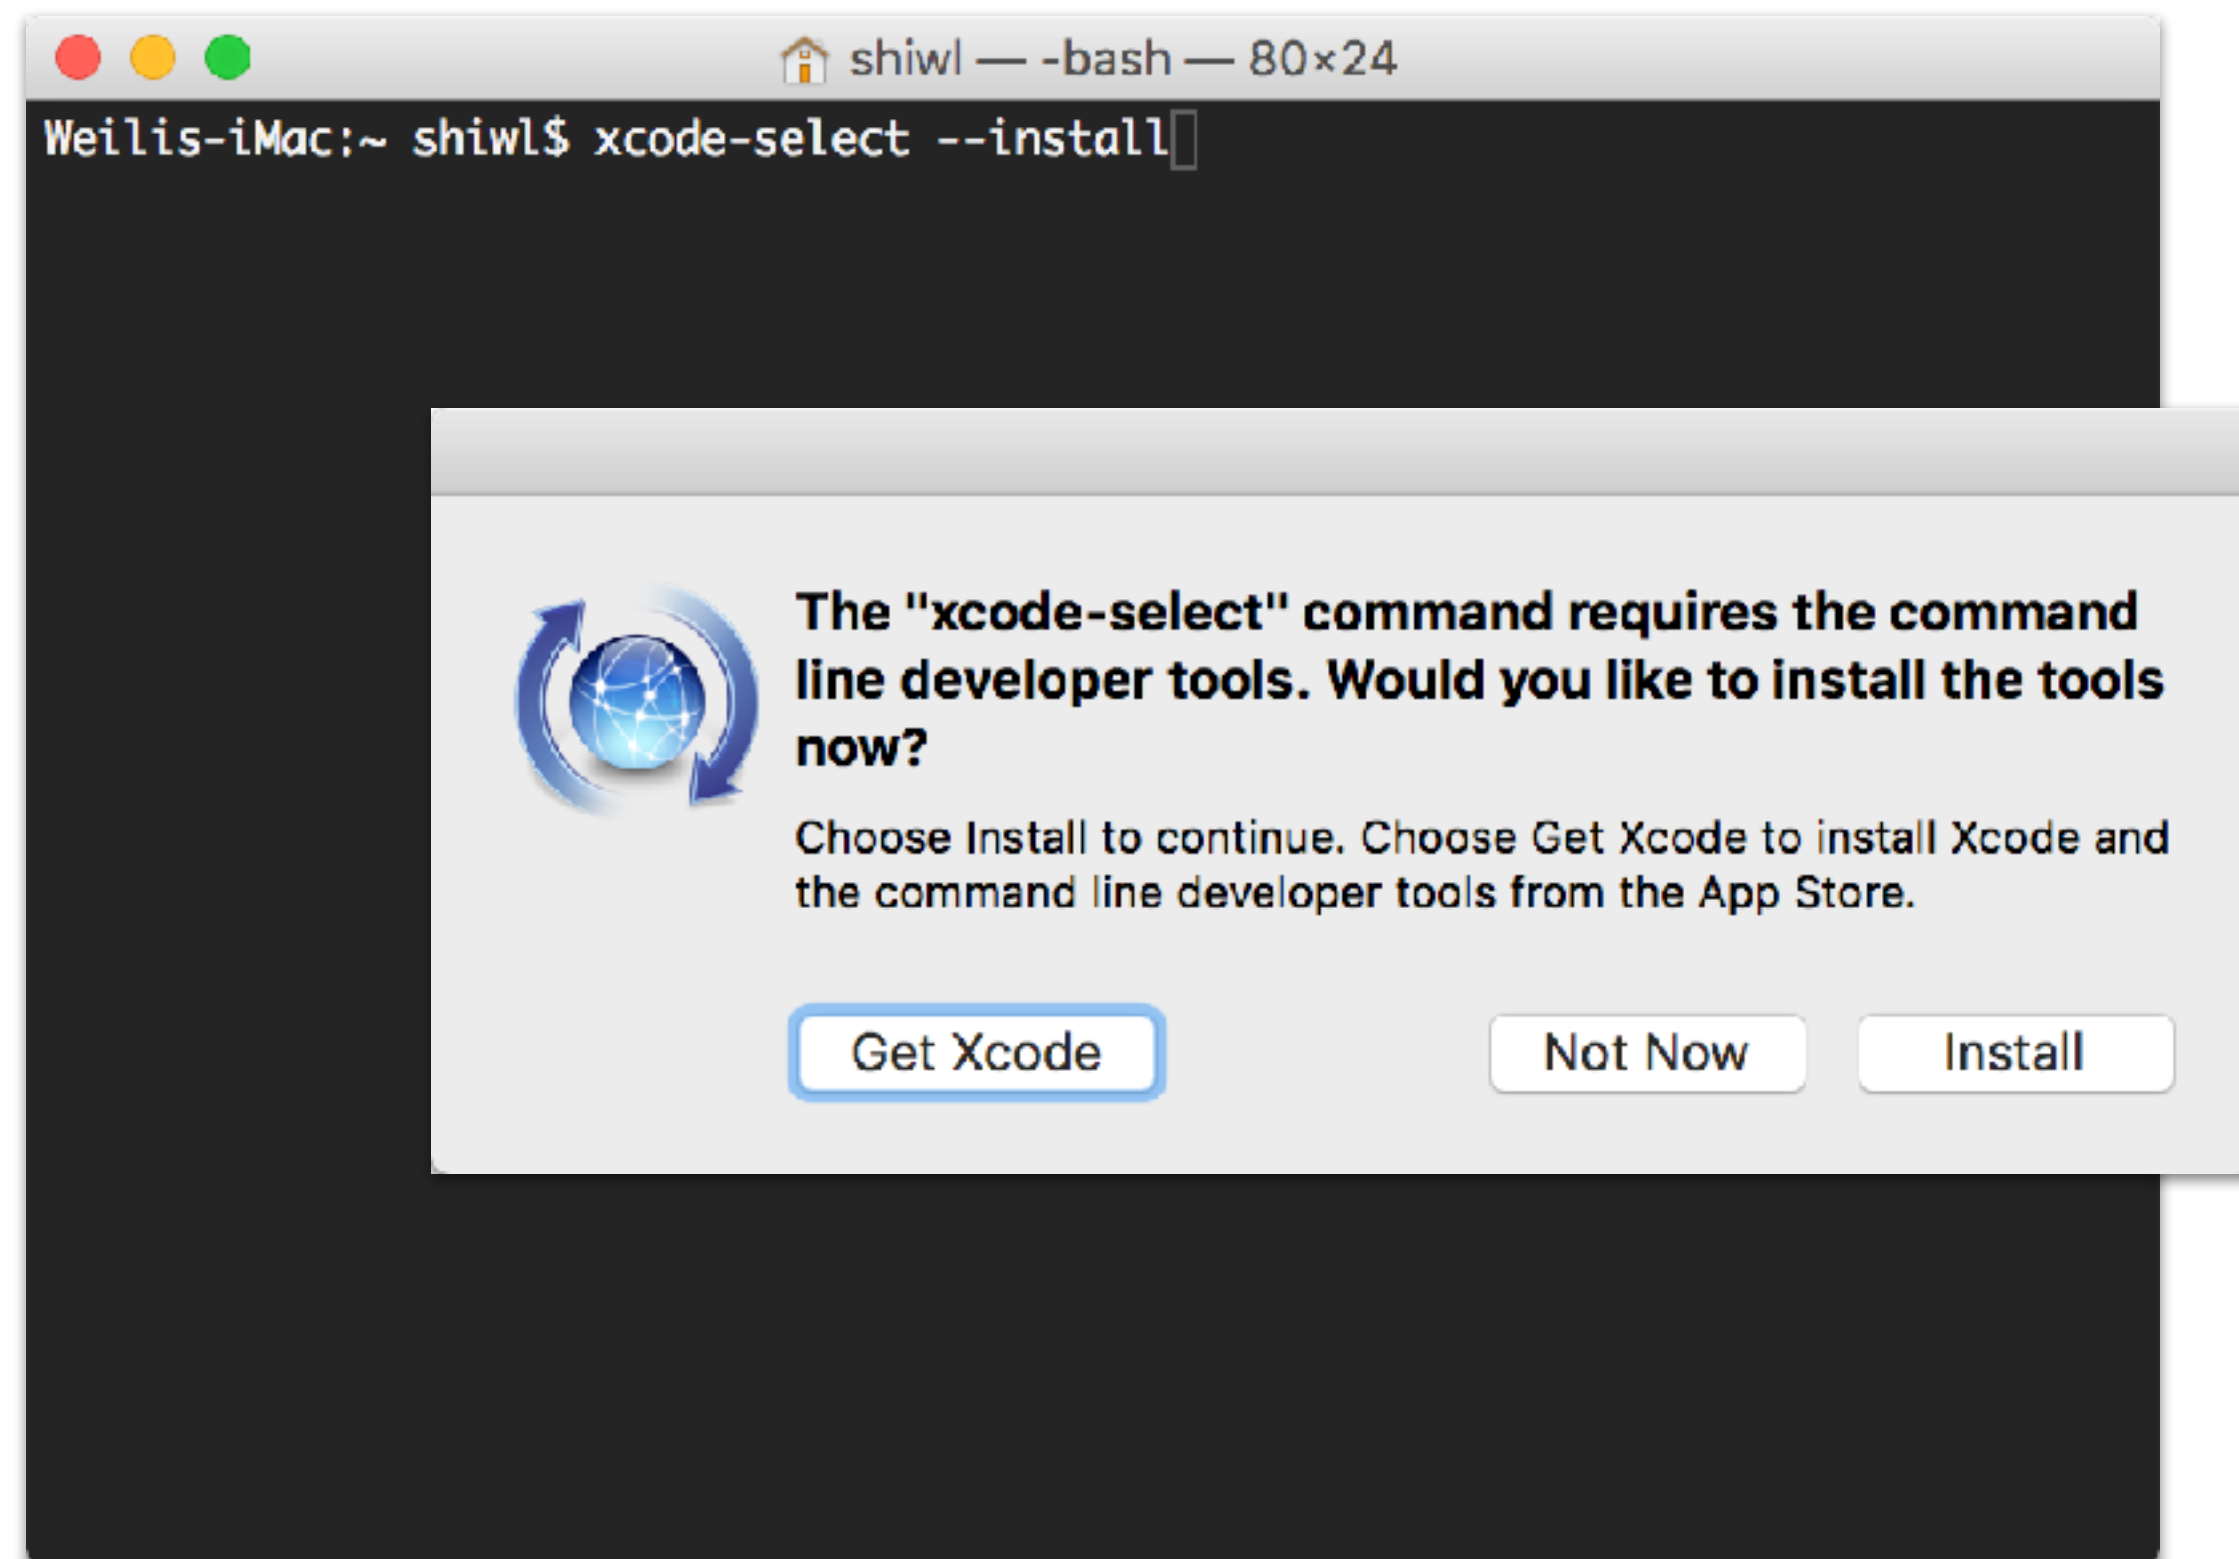 shiwl — -bash — 80×24
Weilis-iMac:~ shiwl$ xcode-select --install
The "xcode-select" command requires the command
line developer tools. Would you like to install the tools
now?
Choose Install to continue. Choose Get Xcode to install Xcode and
the command line developer tools from the App Store.
Get Xcode Not Now Install